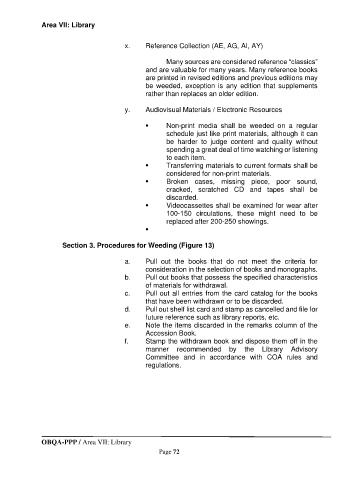 Area VII: Library
x. Reference Collection (AE, AG, AI, AY)
Many sources are considered reference “classics”
and are valuable for many years. Many reference books
are printed in revised editions and previous editions may
be weeded, exception is any edition that supplements
rather than replaces an older edition.
y. Audiovisual Materials / Electronic Resources
▪ Non-print media shall be weeded on a regular
schedule just like print materials, although it can
be harder to judge content and quality without
spending a great deal of time watching or listening
to each item.
▪ Transferring materials to current formats shall be
considered for non-print materials.
▪ Broken cases, missing piece, poor sound,
cracked, scratched CD and tapes shall be
discarded.
▪ Videocassettes shall be examined for wear after
100-150 circulations, these might need to be
replaced after 200-250 showings.
▪
Section 3. Procedures for Weeding (Figure 13)
a. Pull out the books that do not meet the criteria for
consideration in the selection of books and monographs.
b. Pull out books that possess the specified characteristics
of materials for withdrawal.
c. Pull out all entries from the card catalog for the books
that have been withdrawn or to be discarded.
d. Pull out shelf list card and stamp as cancelled and file for
future reference such as library reports, etc.
e. Note the items discarded in the remarks column of the
Accession Book.
f. Stamp the withdrawn book and dispose them off in the
manner recommended by the Library Advisory
Committee and in accordance with COA rules and
regulations.
OBQA-PPP / Area VII: Library
Page 72